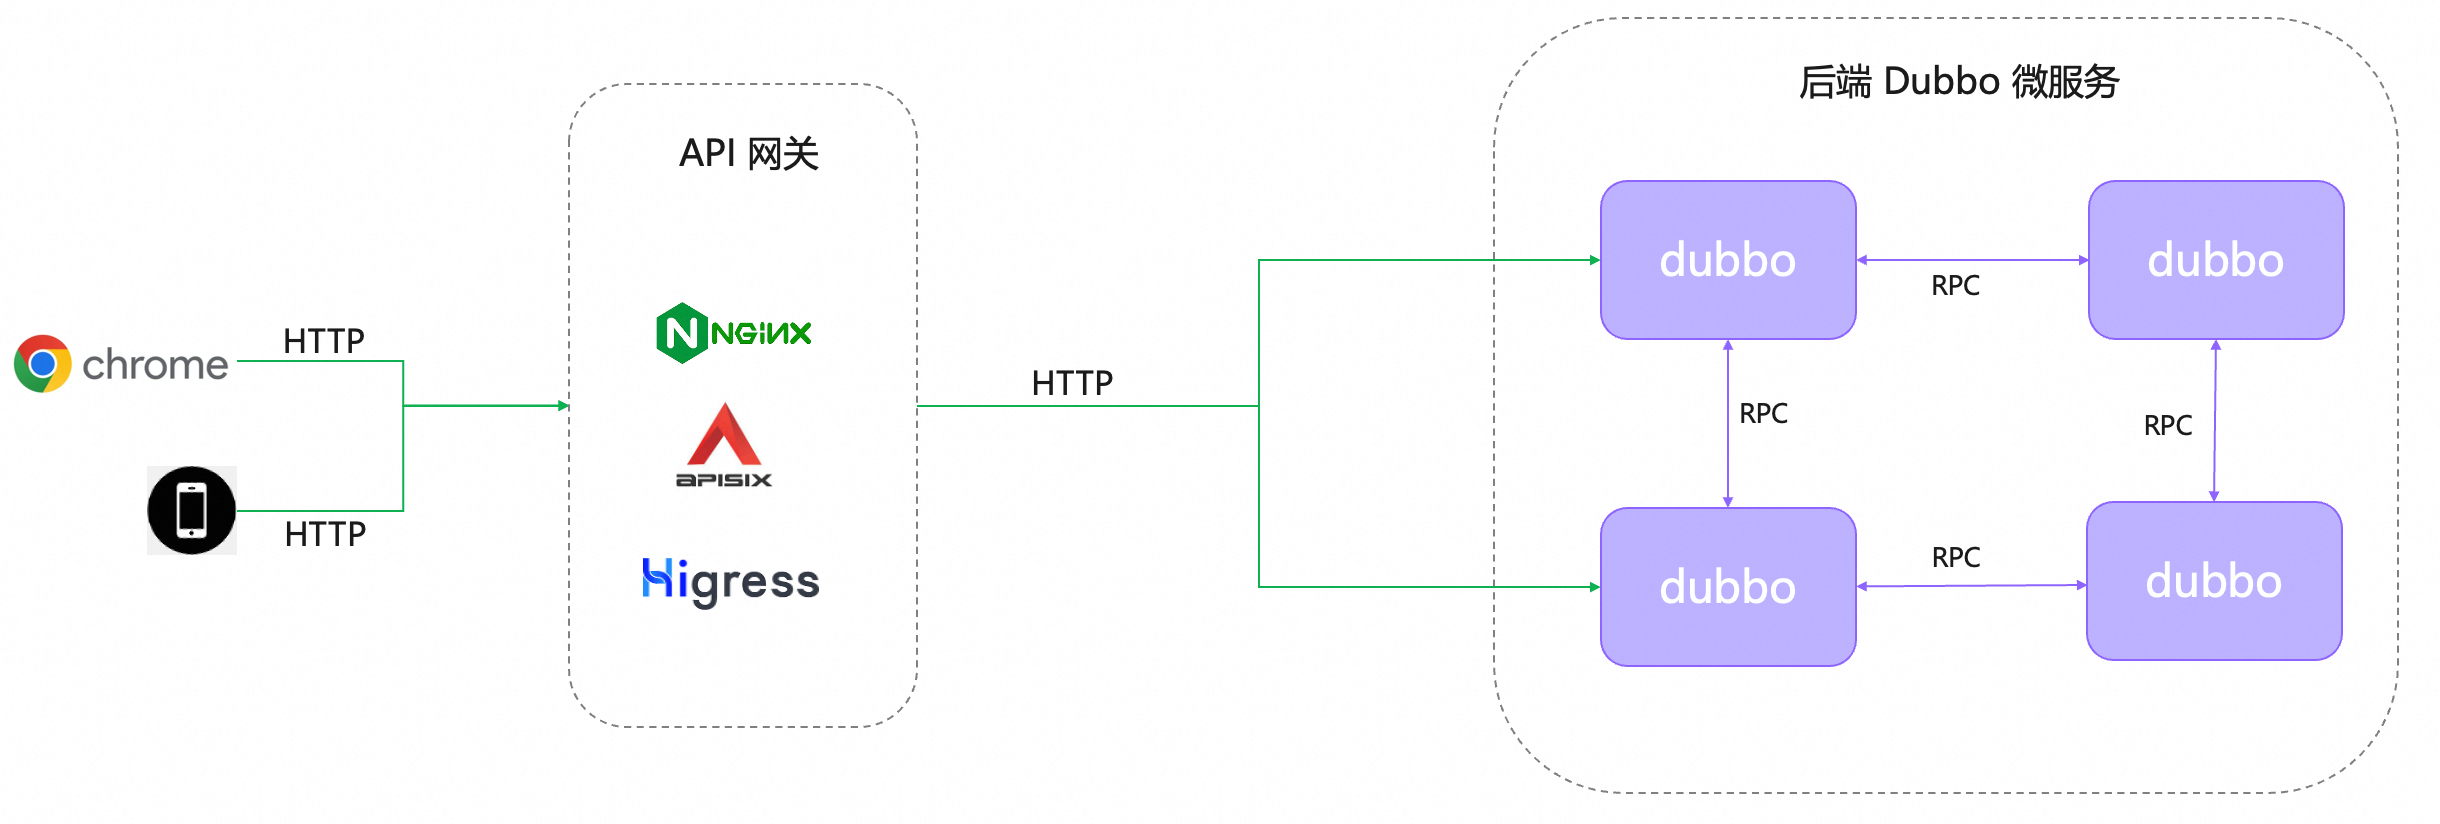 后端 Dubbo 微服务
API 网关
dubbo
dubbo
RPC
NGINX
HTTP
chrome
HTTP
RPC
RPC
APISIX
HTTP
Higress
RPC
dubbo
dubbo